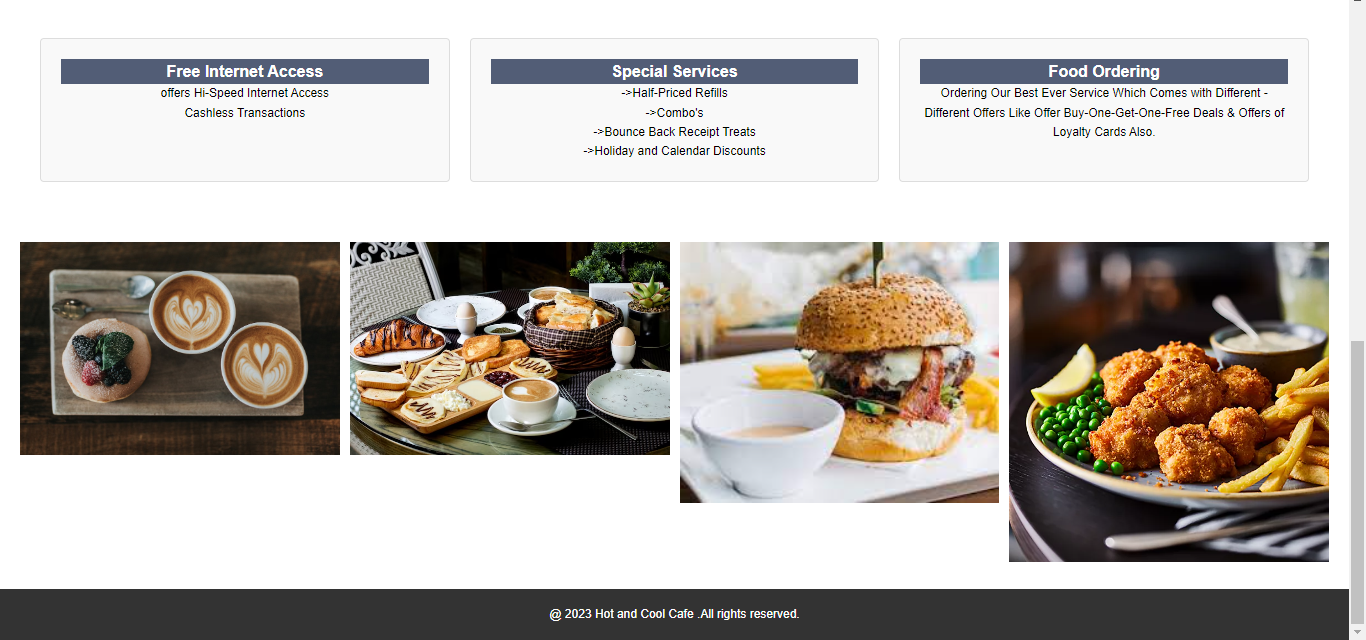 Free Internet Access
offers Hi-Speed Internet Access
Cashless Transactions
Special Services
->Half-Priced Refills
->Combo's
->Bounce Back Receipt Treats
->Holiday and Calendar Discounts
Food Ordering
Ordering Our Best Ever Service Which Comes with Different -
Different Offers Like Offer Buy-One-Get-One-Free Deals & Offers of
Loyalty Cards Also.
@ 2023 Hot and Cool Cafe .All rights reserved.